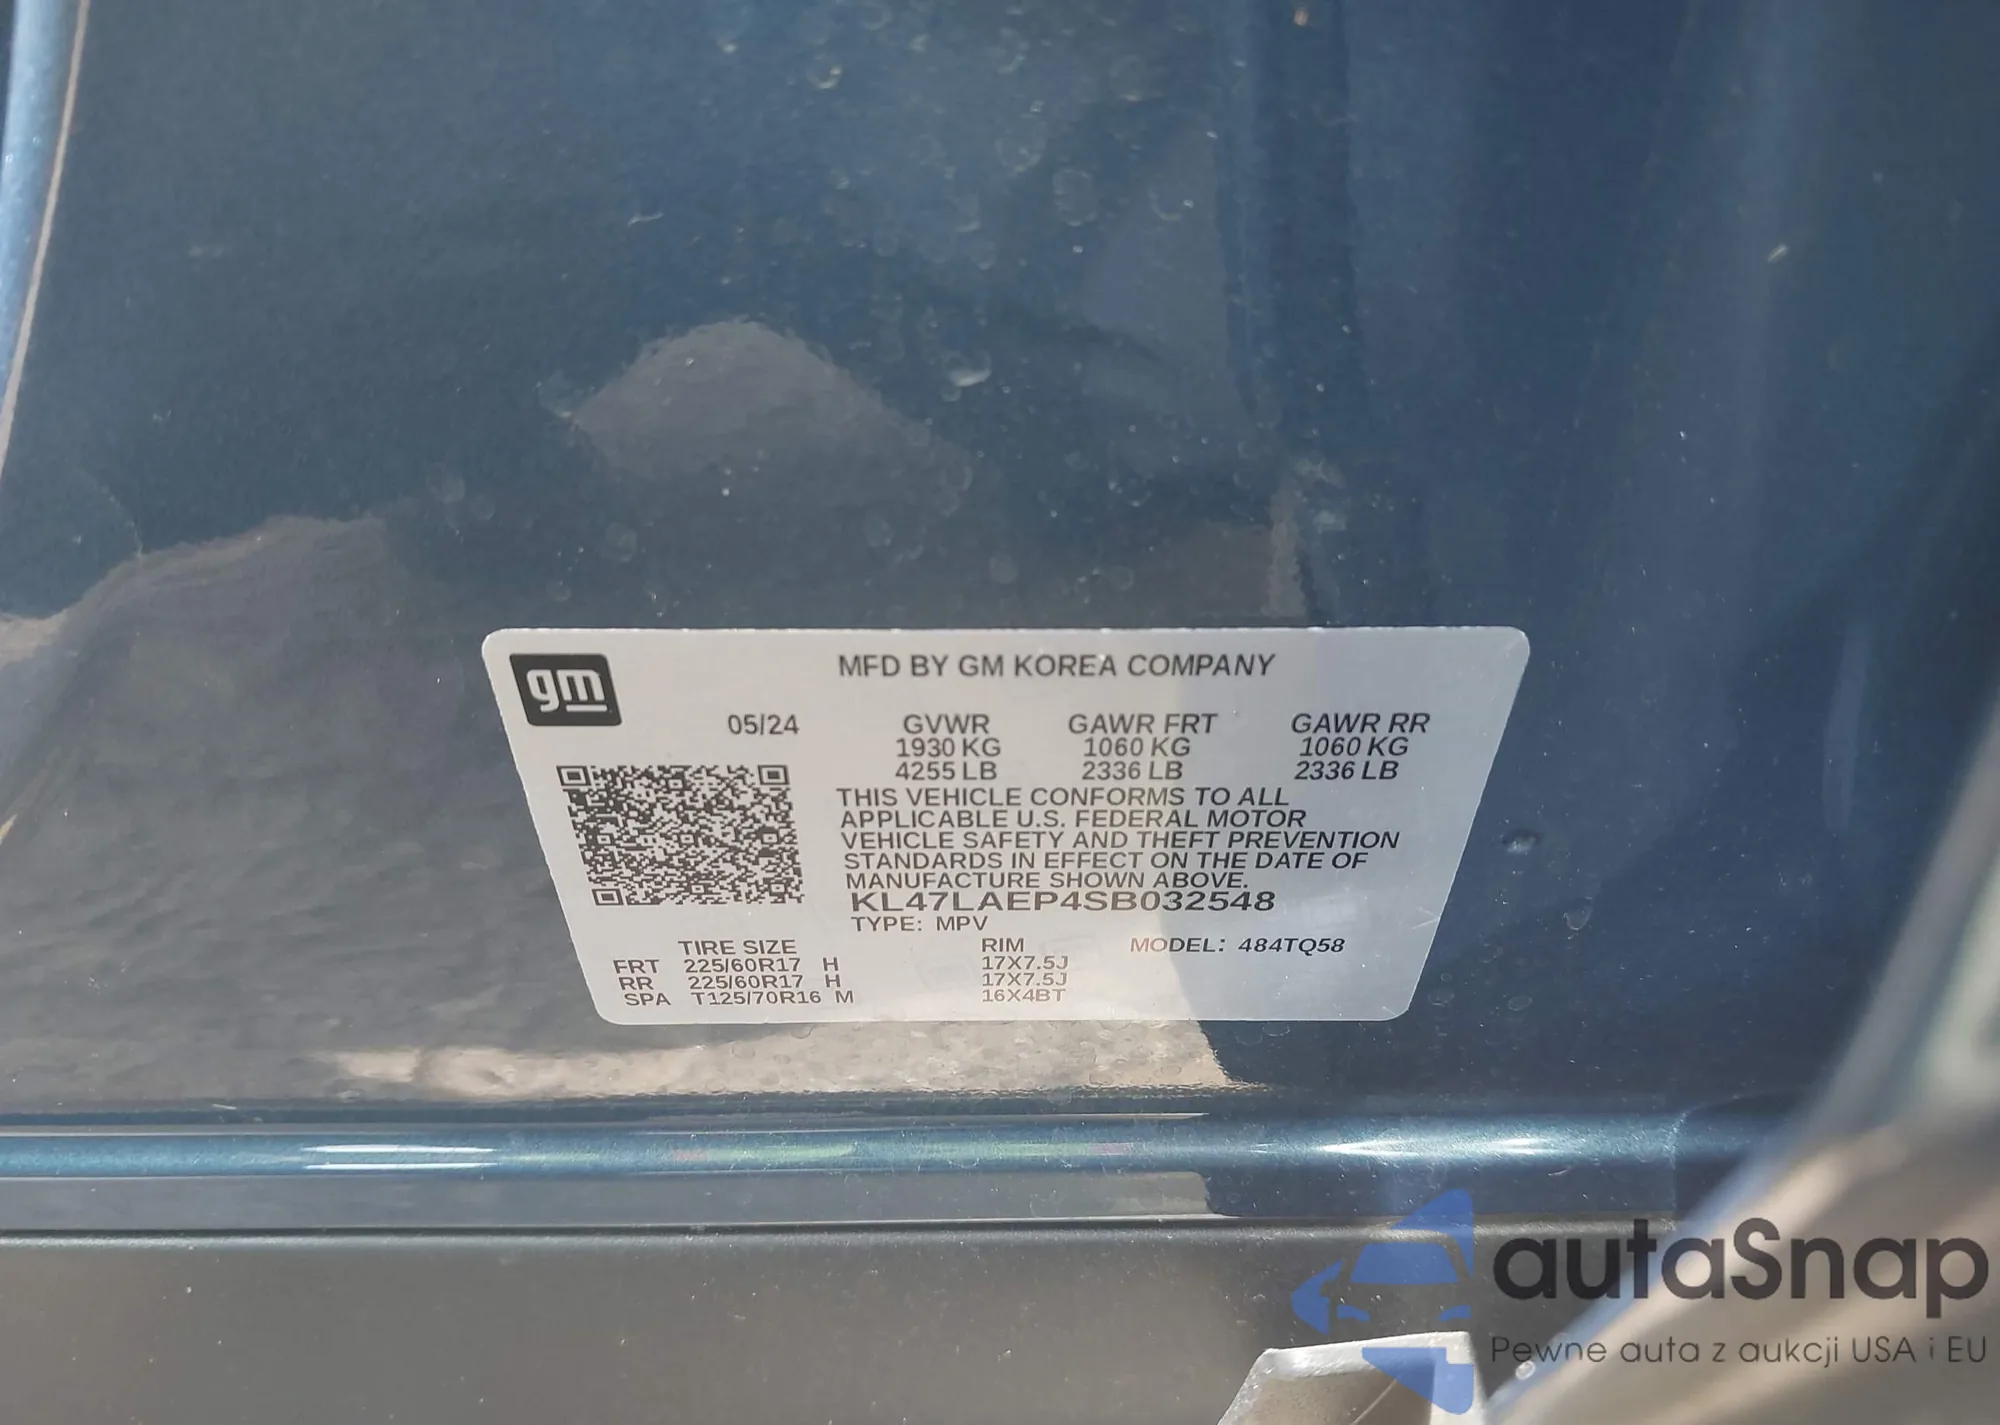 gm
MFD BY GM KOREA COMPANY
05/24 GVWR GAWR FRT GAWR RR
1930 KG 1060 KG 1060 KG
4255 LB 2336 LB 2336 LB
THIS VEHICLE CONFORMS TO ALL
APPLICABLE U.S. FEDERAL MOTOR
VEHICLE SAFETY AND THEFT PREVENTION
STANDARDS IN EFFECT ON THE DATE OF
MANUFACTURE SHOWN ABOVE.
KL47LAEP4SB032548
TYPE: MPV
TIRE SIZE RIM MODEL: 484TQ58
FRT 225/60R17 H 17X7.5J
RR 225/60R17 H 17X7.5J
SPA T125/70R16 M 16X4BT
autaSnap
Pewne auta z aukcji USA i EU